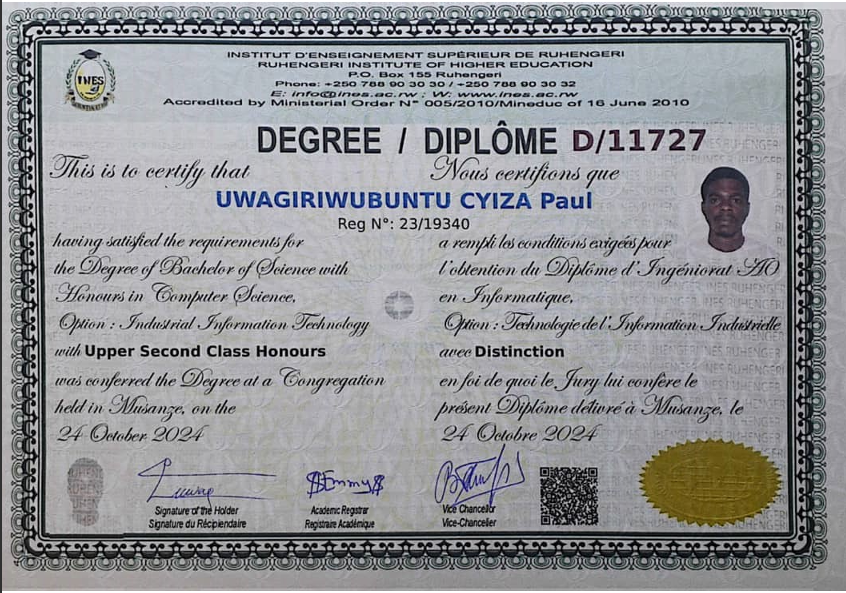 INES
INSTITUT D'ENSEIGNEMENT SUPÉRIEUR DE RUHENGERI
RUHENGERI INSTITUTE OF HIGHER EDUCATION
P.O. Box 155 Ruhengeri
Phone: +250 788 90 30 30 / +250 788 90 30 32
E: info@ines.ac.rw ; W: www.ines.ac.rw
Accredited by Ministerial Order N° 005/2010/Mineduc of 16 June 2010
DEGREE / DIPLÔME D/11727
This is to certify that
Nous certifions que
UWAGIRIWUBUNTU CYIZA Paul
Reg N°: 23/19340
having satisfied the requirements for
the Degree of Bachelor of Science with
Honours in Computer Science,
Option : Industrial Information Technology
with Upper Second Class Honours
was conferred the Degree at a Congregation
held in Musanze, on the
24 October 2024
a rempli les conditions exigées pour
l'obtention du Diplôme d'Ingéniorat AO
en Informatique,
Option : Technologie de l'Information Industrielle
avec Distinction
en foi de quoi le Jury lui confère le
présent Diplôme délivré à Musanze, le
24 Octobre 2024
Signature of the Holder
Signature du Récipiendaire
Academic Registrar
Registraire Académique
Vice Chancellor
Vice-Chancelier